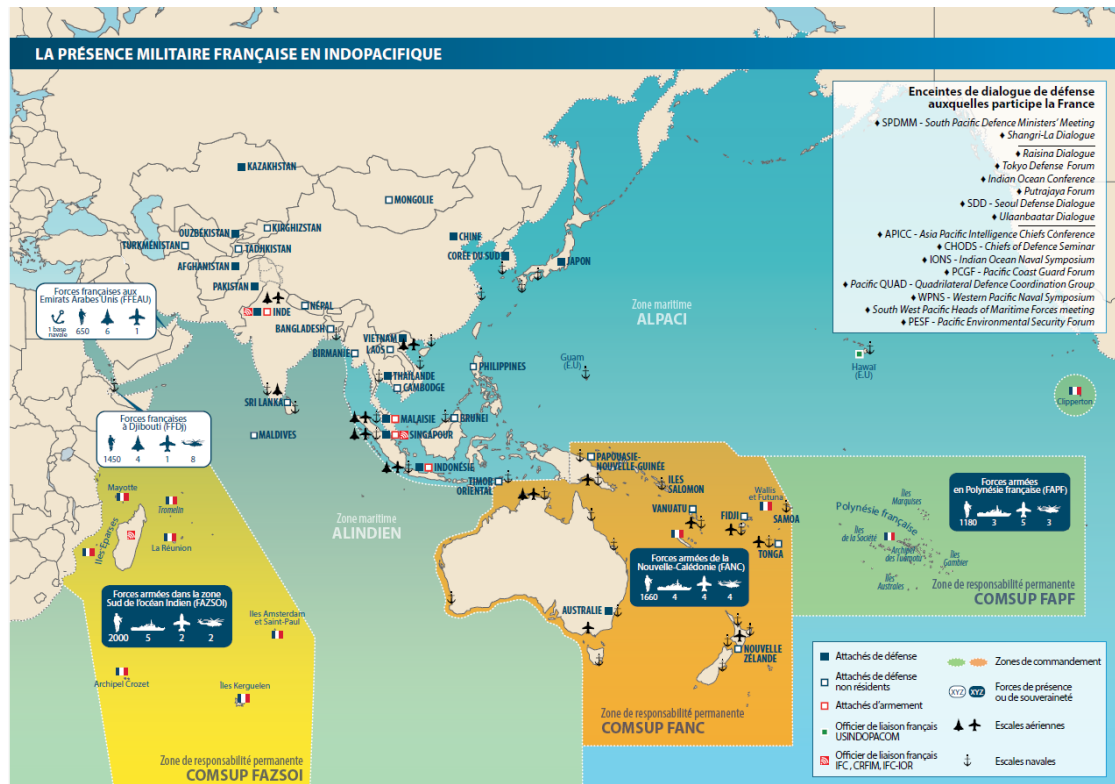 LA PRÉSENCE MILITAIRE FRANÇAISE EN INDOPACIFIQUE
Enceintes de dialogue de défense
auxquelles participe la France
♦ SPDMM - South Pacific Defence Ministers' Meeting
♦ Shangri-La Dialogue
♦ Raisina Dialogue
♦ Tokyo Defense Forum
♦ Indian Ocean Conference
♦ Putrajaya Forum
♦ SDD - Seoul Defense Dialogue
♦ Ulaanbaatar Dialogue
♦ APICC - Asia Pacific Intelligence Chiefs Conference
♦ CHODS - Chiefs of Defence Seminar
♦ IONS - Indian Ocean Naval Symposium
♦ PCGF - Pacific Coast Guard Forum
♦ Pacific QUAD - Quadrilateral Defence Coordination Group
♦ WPNS - Western Pacific Naval Symposium
♦ South West Pacific Heads of Maritime Forces meeting
♦ PESF - Pacific Environmental Security Forum
KAZAKHSTAN
MONGOLIE
OUZBÉKISTAN
KIRGHIZSTAN
TURKMÉNISTAN
TADJIKISTAN
CHINE
CORÉE DU SUD
JAPON
AFGHANISTAN
PAKISTAN
Forces françaises aux
Emirats Arabes Unis (FFEAU)
1 base
navale
650
6
1
NÉPAL
INDE
BANGLADESH
Zone maritime
ALPACI
VIETNAM
LAOS
BIRMANIE
PHILIPPINES
Guam
(E.U)
Hawaï
(E.U)
THAÏLANDE
CAMBODGE
Clipperton
SRI LANKA
Forces françaises
à Djibouti (FFDj)
1450
4
1
8
MALAISIE
BRUNEI
MALDIVES
SINGAPOUR
INDONÉSIE
TIMOR
ORIENTAL
PAPOUASIE-
NOUVELLE-GUINÉE
ILES
SALOMON
Wallis
et Futuna
VANUATU
FIDJI
SAMOA
TONGA
Forces armées
en Polynésie française (FAPF)
1180
3
5
3
Îles
Marquises
Polynésie française
Îles
de la Société
Archipel
des Tuamotu
Îles
Gambier
Îles
Australes
Zone de responsabilité permanente
COMSUP FAPF
Mayotte
Tromelin
Iles Eparses
La Réunion
Zone maritime
ALINDIEN
Forces armées de la
Nouvelle-Calédonie (FANC)
1660
4
4
4
Forces armées dans la zone
Sud de l'océan Indien (FAZSOI)
2000
5
2
2
Iles Amsterdam
et Saint-Paul
AUSTRALIE
NOUVELLE
ZÉLANDE
Archipel Crozet
Îles Kerguelen
Zone de responsabilité permanente
COMSUP FANC
Zone de responsabilité permanente
COMSUP FAZSOI
Attachés de défense
Attachés de défense
non résidents
Attachés d'armement
Officier de liaison français
USINDOPACOM
Officier de liaison français
IFC, CRFIM, IFC-IOR
Zones de commandement
XYZ
XYZ
Forces de présence
ou de souveraineté
Escales aériennes
Escales navales